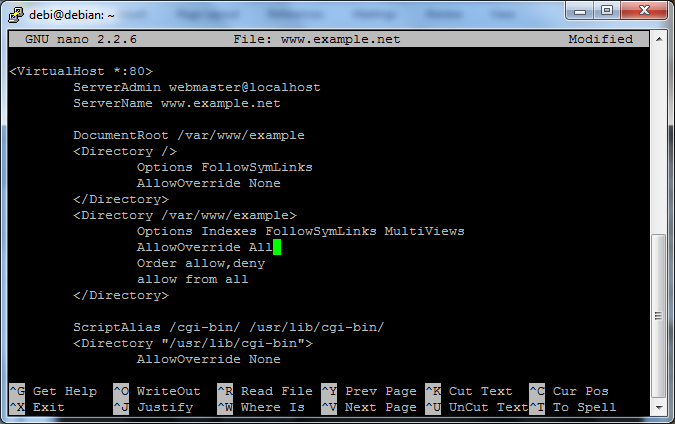 debi@debian: ~
GNU nano 2.2.6 File: www.example.net Modified
<VirtualHost *:80>
ServerAdmin webmaster@localhost
ServerName www.example.net
DocumentRoot /var/www/example
<Directory />
Options FollowSymLinks
AllowOverride None
</Directory>
<Directory /var/www/example>
Options Indexes FollowSymLinks MultiViews
AllowOverride All
Order allow,deny
allow from all
</Directory>
ScriptAlias /cgi-bin/ /usr/lib/cgi-bin/
<Directory "/usr/lib/cgi-bin">
AllowOverride None
^G Get Help ^O WriteOut ^R Read File ^Y Prev Page ^K Cut Text ^C Cur Pos
^X Exit ^J Justify ^W Where Is ^V Next Page ^U UnCut Text ^T To Spell